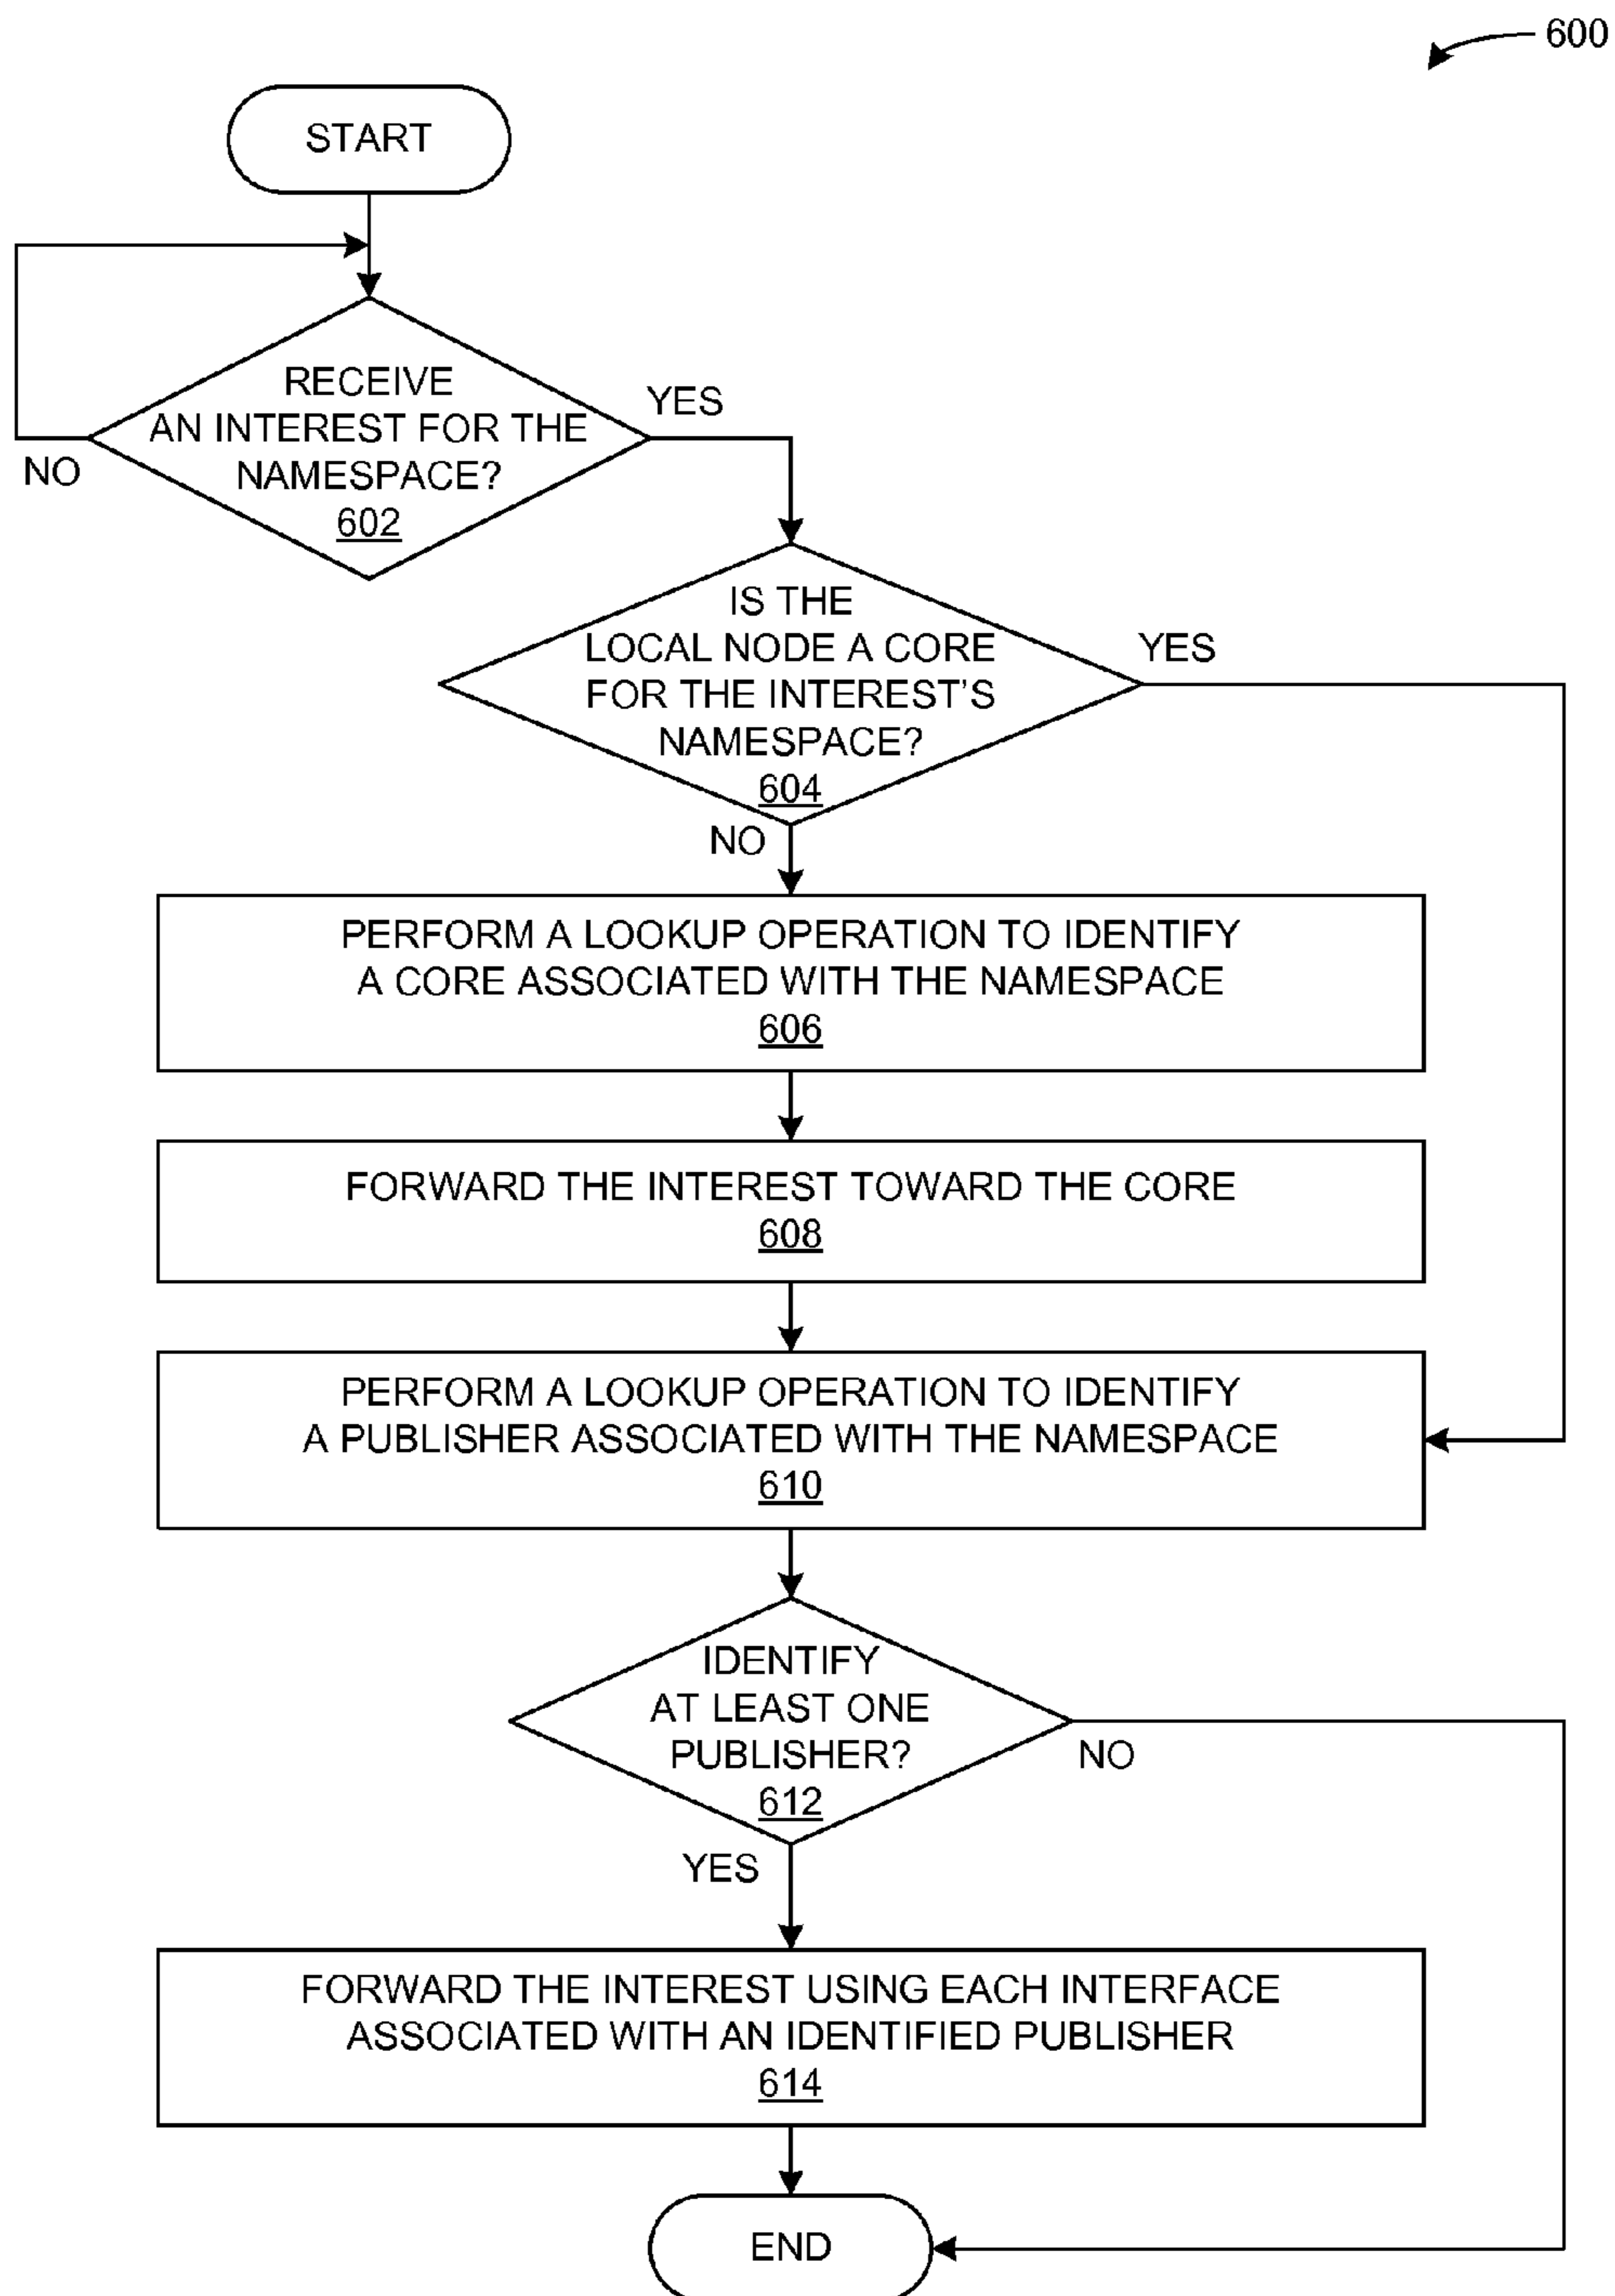 600
START
RECEIVE
AN INTEREST FOR THE
NAMESPACE?
602
YES
NO
IS THE
LOCAL NODE A CORE
FOR THE INTEREST'S
NAMESPACE?
604
YES
NO
PERFORM A LOOKUP OPERATION TO IDENTIFY
A CORE ASSOCIATED WITH THE NAMESPACE
606
FORWARD THE INTEREST TOWARD THE CORE
608
PERFORM A LOOKUP OPERATION TO IDENTIFY
A PUBLISHER ASSOCIATED WITH THE NAMESPACE
610
IDENTIFY
AT LEAST ONE
PUBLISHER?
612
NO
YES
FORWARD THE INTEREST USING EACH INTERFACE
ASSOCIATED WITH AN IDENTIFIED PUBLISHER
614
END